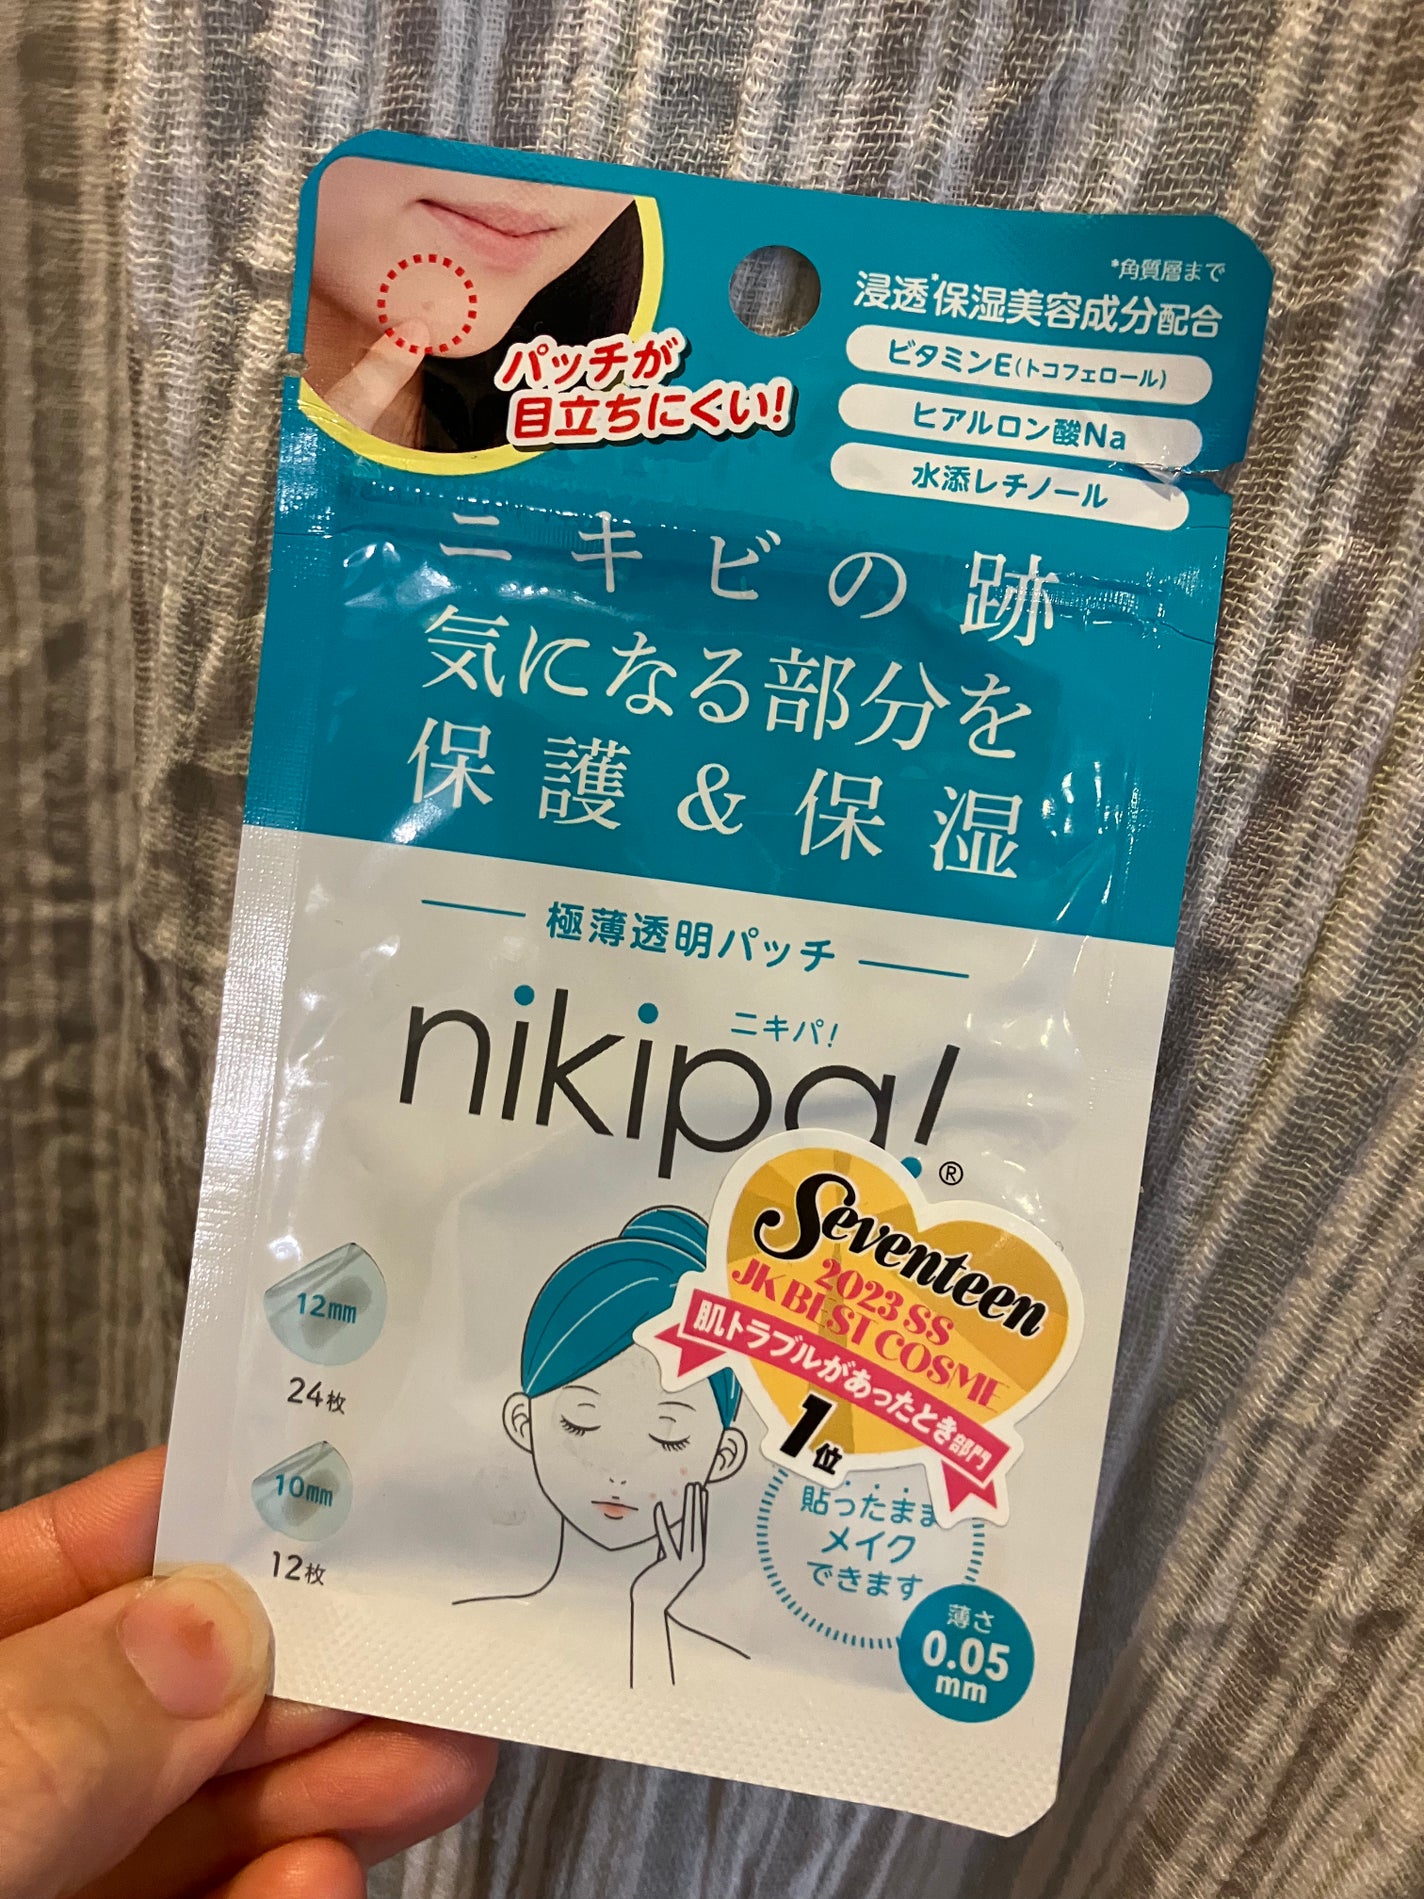 *角質層まで
浸透*保湿美容成分配合
ビタミンE(トコフェロール)
ヒアルロン酸Na
水添レチノール
パッチが
目立ちにくい!
ニキビの跡
気になる部分を
保護&保湿
極薄透明パッチ
ニキパ!
nikipa!®
Seventeen
2023 SS
JK BEST COSME
肌トラブルがあったとき部門
1位
12mm
24枚
10mm
12枚
貼ったまま
メイク
できます
薄さ
0.05
mm